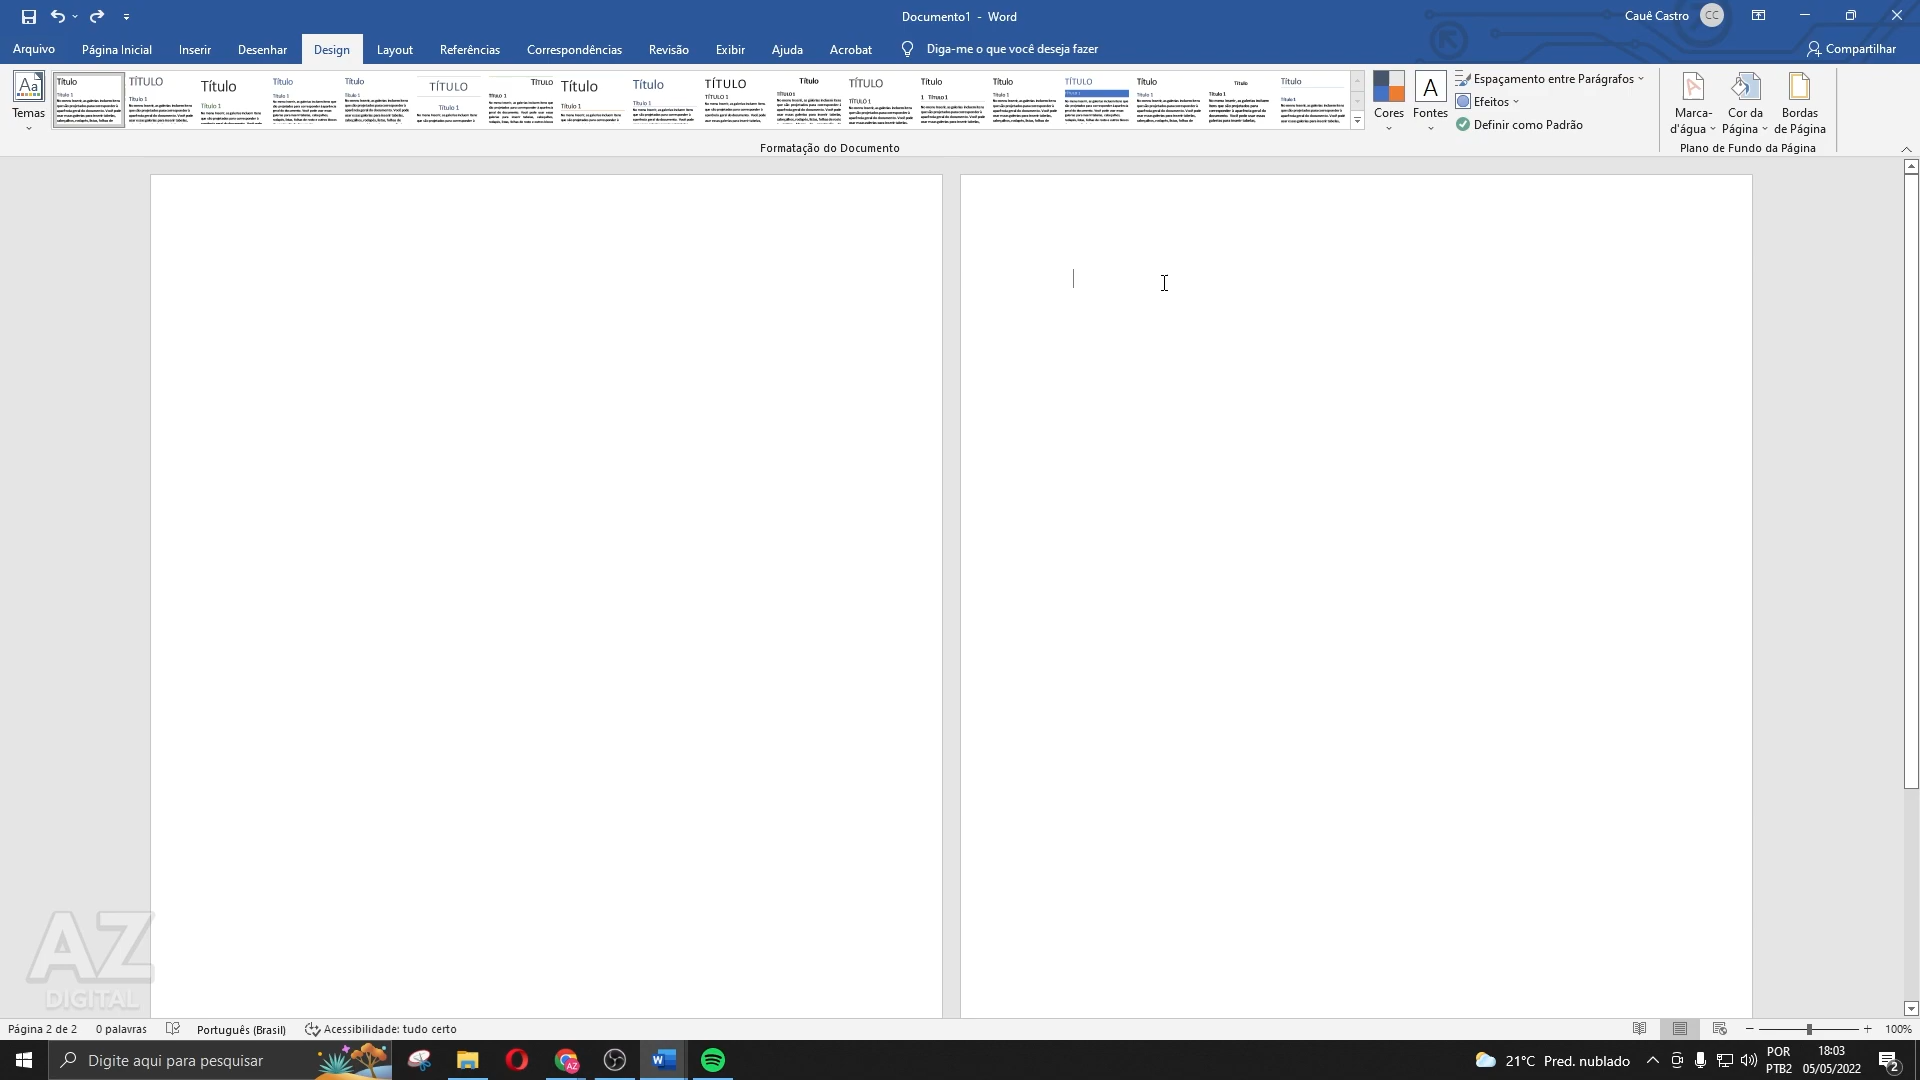 Documento1 - Word
Cauê Castro
CC
Arquivo
Página Inicial
Inserir
Desenhar
Design
Layout
Referências
Correspondências
Revisão
Exibir
Ajuda
Acrobat
Diga-me o que você deseja fazer
Compartilhar
Aa
Temas
Título
Título 1
TÍTULO
Título 1
Título
Título 1
Título
Título 1
Título
Título 1
TÍTULO
Título 1
TÍTULO
TÍTULO 1
Título
Título 1
Título
Título 1
TÍTULO
TÍTULO 1
Título
TÍTULO 1
TÍTULO
TÍTULO 1
Título
TÍTULO 1
Título
Título 1
TÍTULO
Título
Título 1
Título
Título 1
Título
Título 1
Cores
A
Fontes
Espaçamento entre Parágrafos
Efeitos
Definir como Padrão
Marca-
d'água
Cor da
Página
Bordas
de Página
Formatação do Documento
Plano de Fundo da Página
AZ
DIGITAL
Página 2 de 2
0 palavras
Português (Brasil)
Acessibilidade: tudo certo
100%
Digite aqui para pesquisar
AZ
W
21°C Pred. nublado
POR
PTB2
18:03
05/05/2022
2